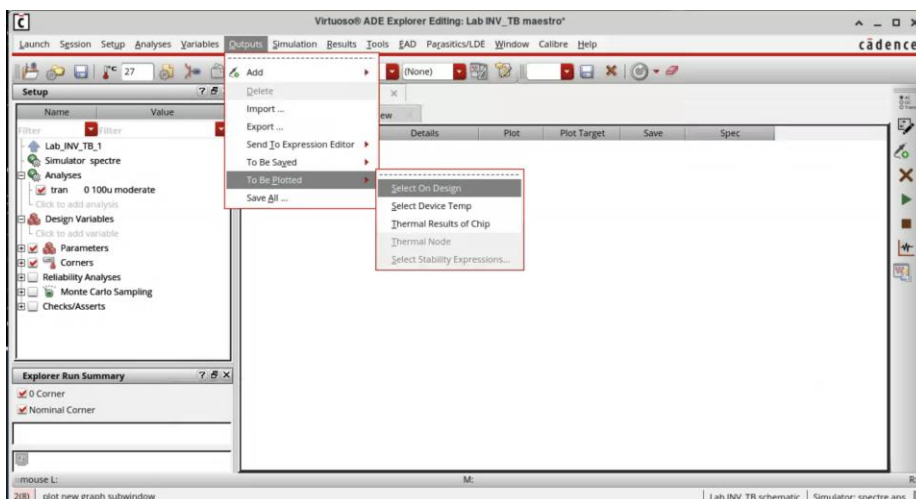 Virtuoso® ADE Explorer Editing: Lab INV_TB maestro*
Launch Session Setup Analyses Variables Outputs Simulation Results Tools EAD Parasitics/LDE Window Calibre Help
cādence
27
(None)
Setup
Name Value
Filter Filter
Lab_INV_TB_1
Simulator spectre
Analyses
tran 0 100u moderate
Click to add analysis
Design Variables
Click to add variable
Parameters
Corners
Reliability Analyses
Monte Carlo Sampling
Checks/Asserts
Add
Delete
Import ...
Export ...
Send To Expression Editor
To Be Saved
To Be Plotted
Save All ...
Select On Design
Select Device Temp
Thermal Results of Chip
Thermal Node
Select Stability Expressions...
Details Plot Plot Target Save Spec
Explorer Run Summary
0 Corner
Nominal Corner
mouse L: M: R
2(8) plot new graph subwindow
Lab INV_TB schematic Simulator: spectre aps